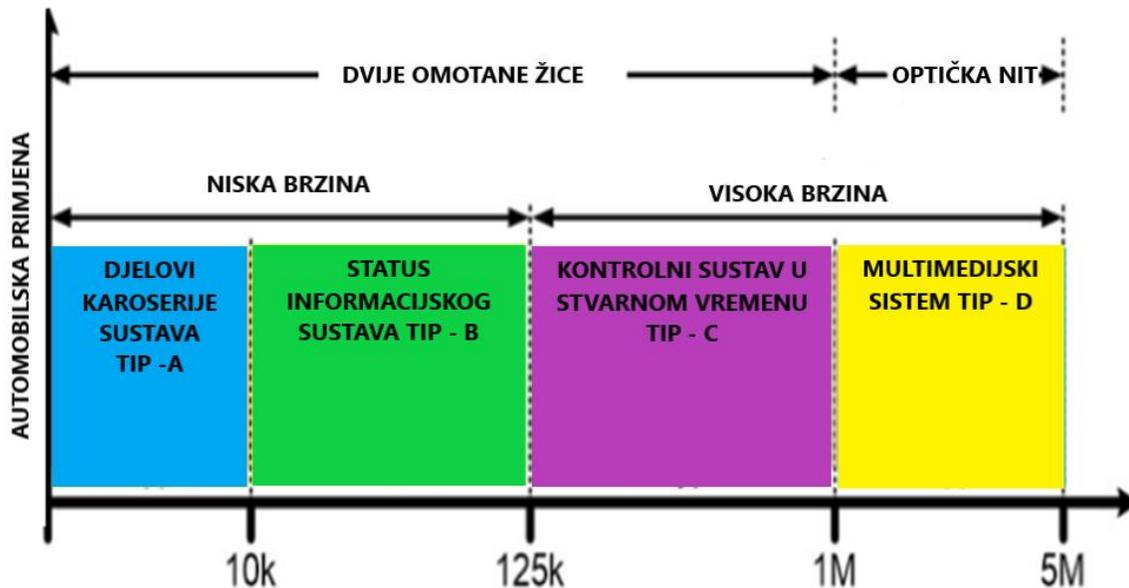 DVIJE OMOTANE ŽICE
OPTIČKA NIT
AUTOMOBILSKA PRIMJENA
NISKA BRZINA
VISOKA BRZINA
DJELOVI
KAROSERIJE
SUSTAVA
TIP -A
STATUS
INFORMACIJSKOG
SUSTAVA TIP - B
KONTROLNI SUSTAV U
STVARNOM VREMENU
TIP - C
MULTIMEDIJSKI
SISTEM TIP - D
10k
125k
1M
5M